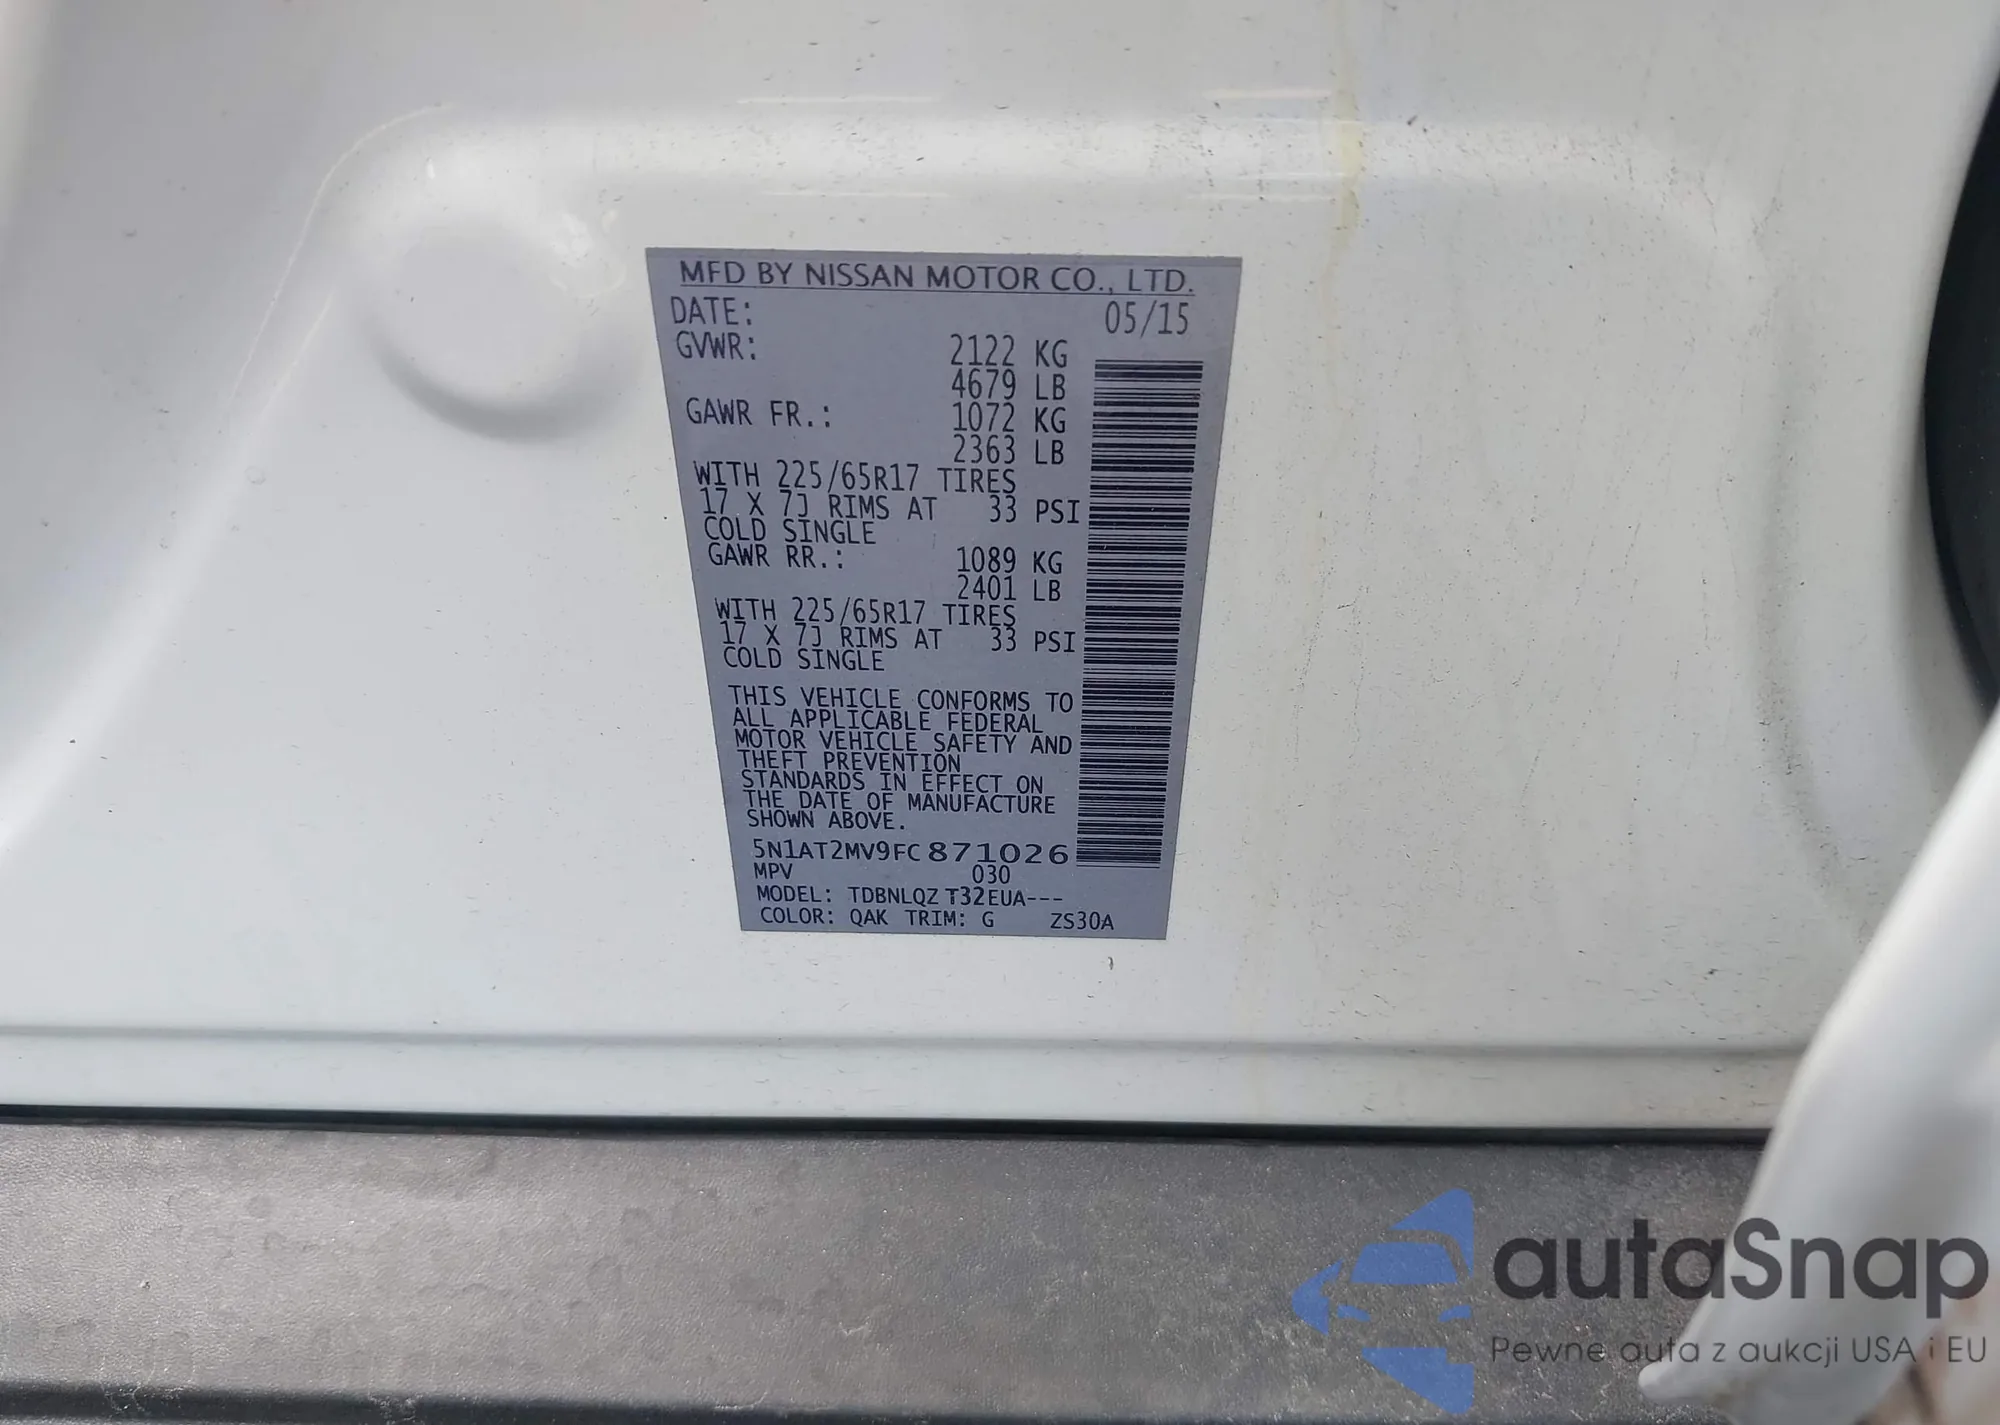 MFD BY NISSAN MOTOR CO., LTD.
DATE: 05/15
GVWR: 2122 KG
4679 LB
GAWR FR.: 1072 KG
2363 LB
WITH 225/65R17 TIRES
17 X 7J RIMS AT 33 PSI
COLD SINGLE
GAWR RR.: 1089 KG
2401 LB
WITH 225/65R17 TIRES
17 X 7J RIMS AT 33 PSI
COLD SINGLE
THIS VEHICLE CONFORMS TO
ALL APPLICABLE FEDERAL
MOTOR VEHICLE SAFETY AND
THEFT PREVENTION
STANDARDS IN EFFECT ON
THE DATE OF MANUFACTURE
SHOWN ABOVE.
5N1AT2MV9FC871026
MPV 030
MODEL: TDBNLQZ T32EUA---
COLOR: QAK TRIM: G ZS30A
autaSnap
Pewne auta z aukcji USA i EU